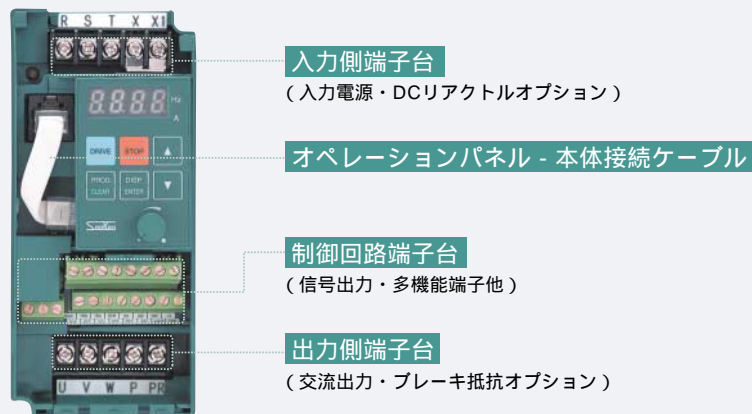 R S T X X1
入力側端子台
(入力電源・DCリアクトルオプション)
8.8.8.8. Hz
A
DRIVE STOP ▲
オペレーションパネル - 本体接続ケーブル
PROG. CLEAR DISP ENTER ▼
SanKen
制御回路端子台
(信号出力・多機能端子他)
出力側端子台
(交流出力・ブレーキ抵抗オプション)
U V W P PR